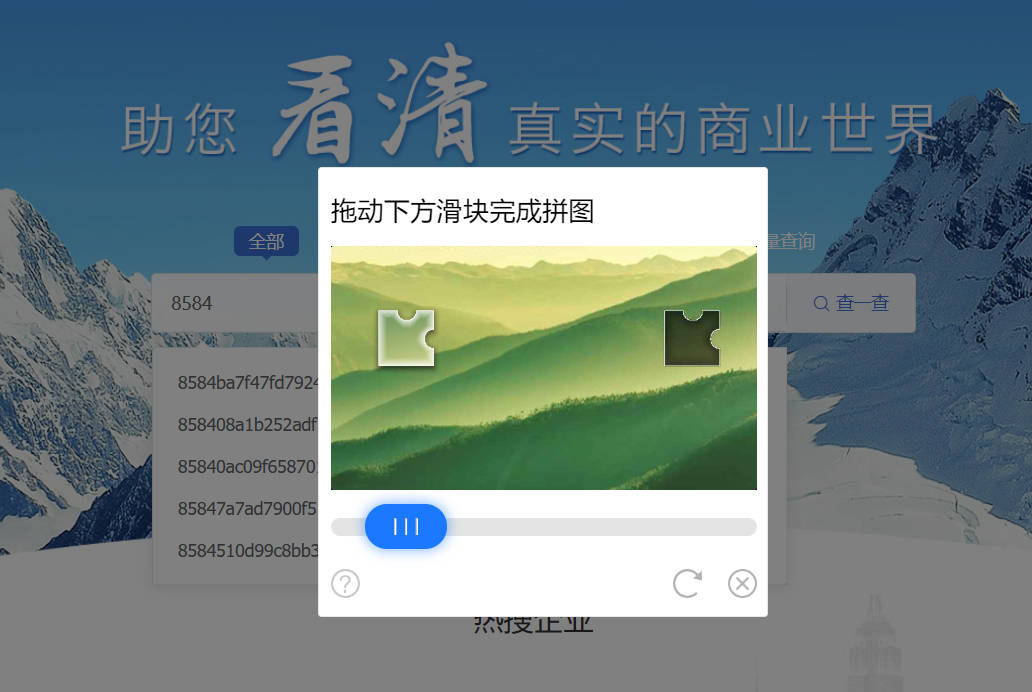 助您看清真实的商业世界
拖动下方滑块完成拼图
全部
量查询
8584
查一查
8584ba7f47fd7924
858408a1b252adf
85840ac09f65870
85847a7ad7900f5
8584510d99c8bb3
热搜企业